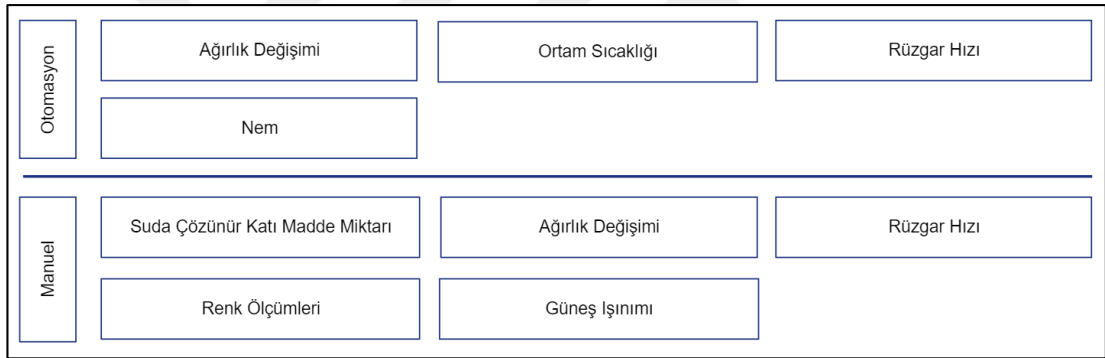 Otomasyon
Ağırlık Değişimi
Ortam Sıcaklığı
Rüzgar Hızı
Nem
Manuel
Suda Çözünür Katı Madde Miktarı
Ağırlık Değişimi
Rüzgar Hızı
Renk Ölçümleri
Güneş Işınımı